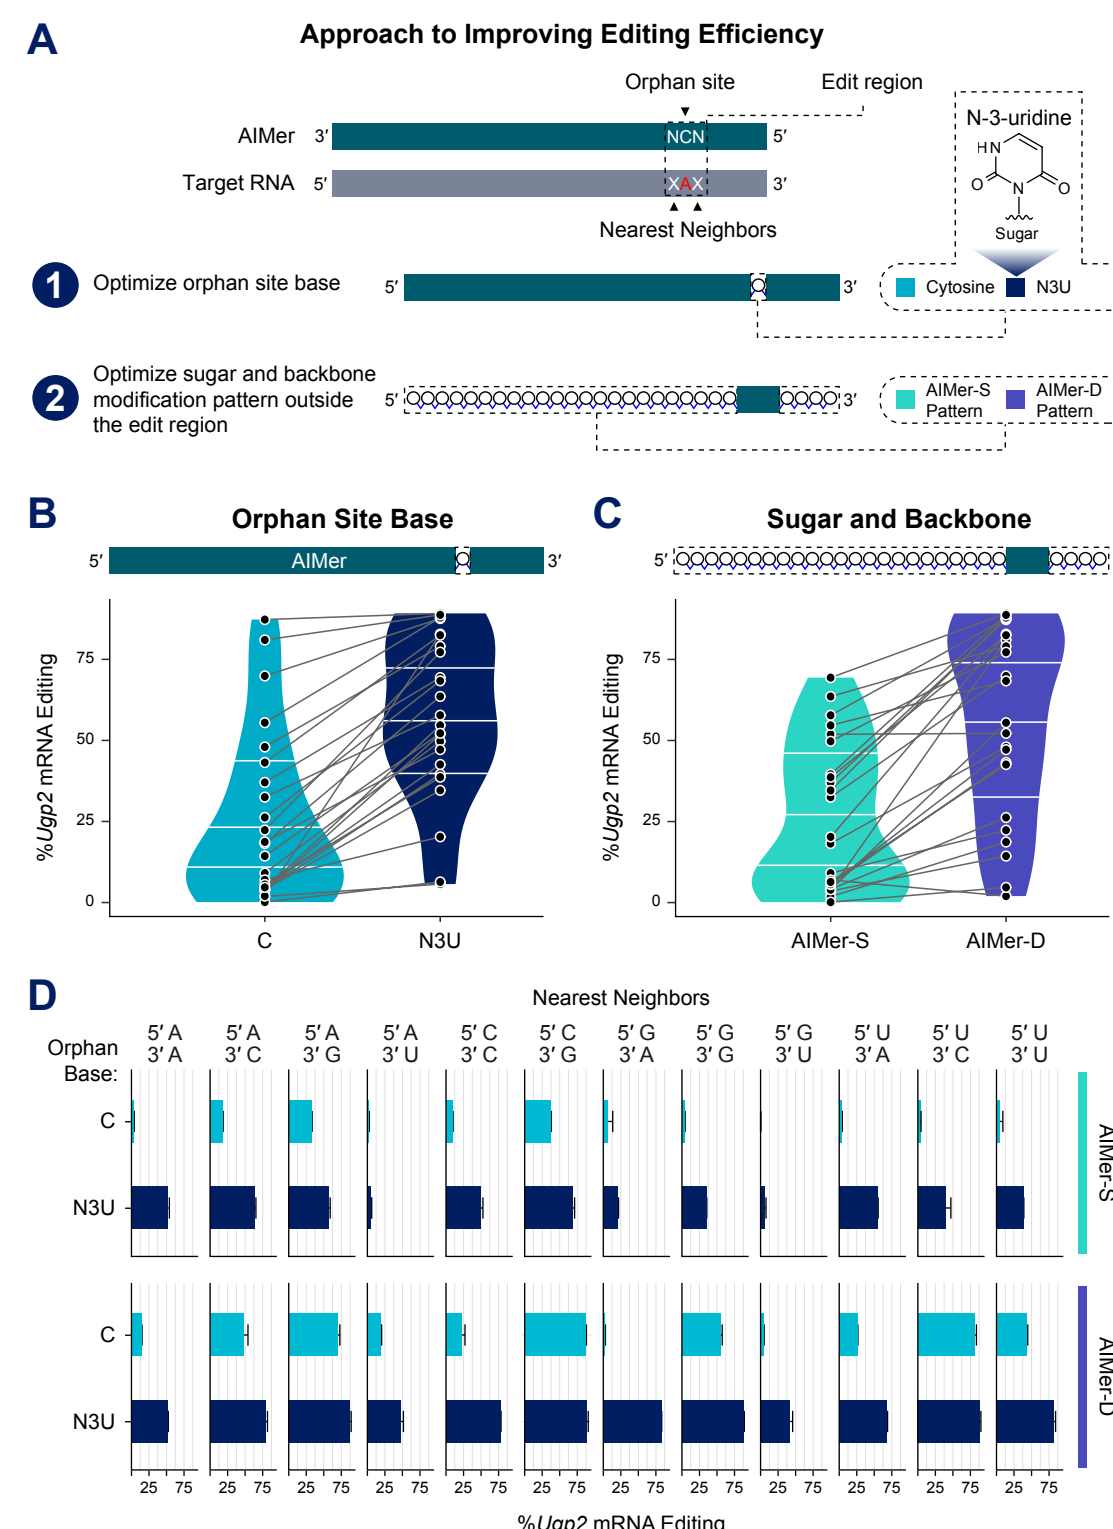 A
Approach to Improving Editing Efficiency
Orphan site
Edit region
AIMer
3′
NCN
5′
Target RNA
5′
XAX
3′
Nearest Neighbors
N-3-uridine
HN
O
N
O
Sugar
1
Optimize orphan site base
5′
3′
Cytosine
N3U
2
Optimize sugar and backbone
modification pattern outside
the edit region
5′
3′
AIMer-S
Pattern
AIMer-D
Pattern
B
Orphan Site Base
5′
AIMer
3′
%Ugp2 mRNA Editing
75
50
25
0
C
N3U
C
Sugar and Backbone
5′
%Ugp2 mRNA Editing
75
50
25
0
AIMer-S
AIMer-D
D
Nearest Neighbors
Orphan
Base:
5′ A 5′ A 5′ A 5′ A 5′ C 5′ C 5′ G 5′ G 5′ G 5′ U 5′ U 5′ U
3′ A 3′ C 3′ G 3′ U 3′ C 3′ G 3′ A 3′ G 3′ U 3′ A 3′ C 3′ U
C
N3U
AIMer-S
C
N3U
AIMer-D
25 75 25 75 25 75 25 75 25 75 25 75 25 75 25 75 25 75 25 75 25 75 25 75
%Ugp2 mRNA Editing